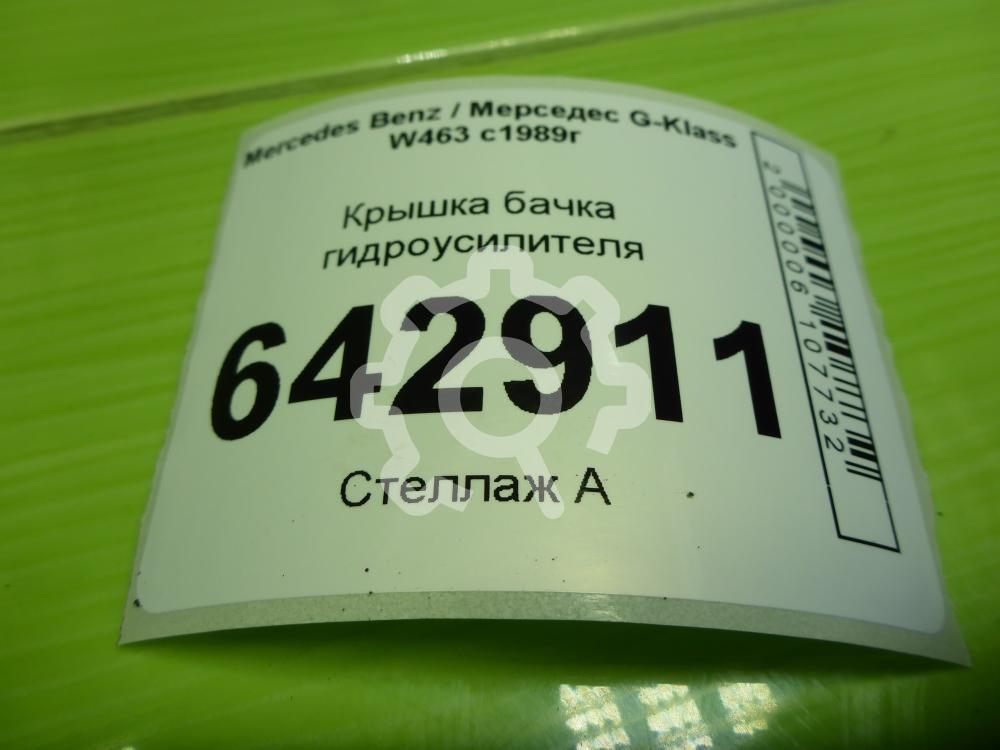 Mercedes Benz / Мерседес G-Klass
W463 с1989г
Крышка бачка
гидроусилителя
642911
Стеллаж А
2000006107732